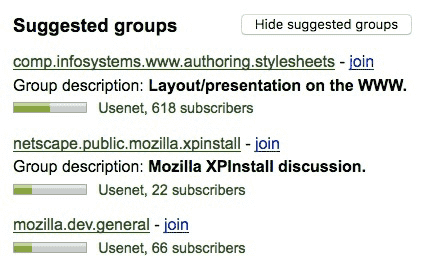 Suggested groups
Hide suggested groups
comp.infosystems.www.authoring.stylesheets - join
Group description: Layout/presentation on the WWW.
Usenet, 618 subscribers
netscape.public.mozilla.xpinstall - join
Group description: Mozilla XPInstall discussion.
Usenet, 22 subscribers
mozilla.dev.general - join
Usenet, 66 subscribers